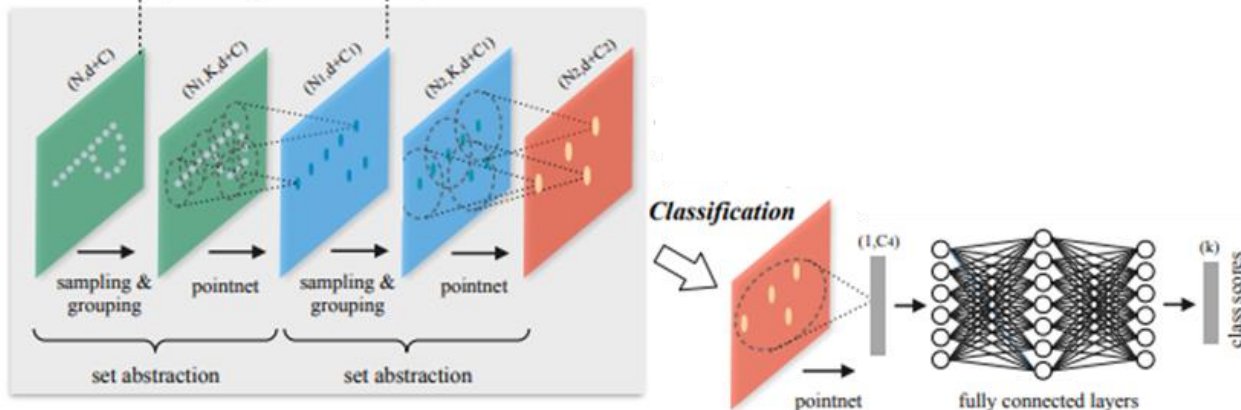 (N,d+C)
(N1,K,d+C)
(N1,d+C1)
(N2,K,d+C1)
(N2,d+C2)
sampling &
grouping
pointnet
sampling &
grouping
pointnet
set abstraction
set abstraction
Classification
(1,C4)
(k)
class scores
pointnet
fully connected layers